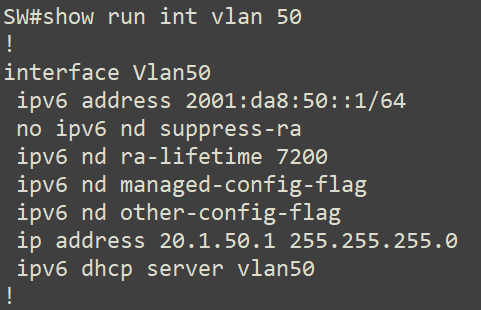 SW#show run int vlan 50
!
interface Vlan50
 ipv6 address 2001:da8:50::1/64
 no ipv6 nd suppress-ra
 ipv6 nd ra-lifetime 7200
 ipv6 nd managed-config-flag
 ipv6 nd other-config-flag
 ip address 20.1.50.1 255.255.255.0
 ipv6 dhcp server vlan50
!